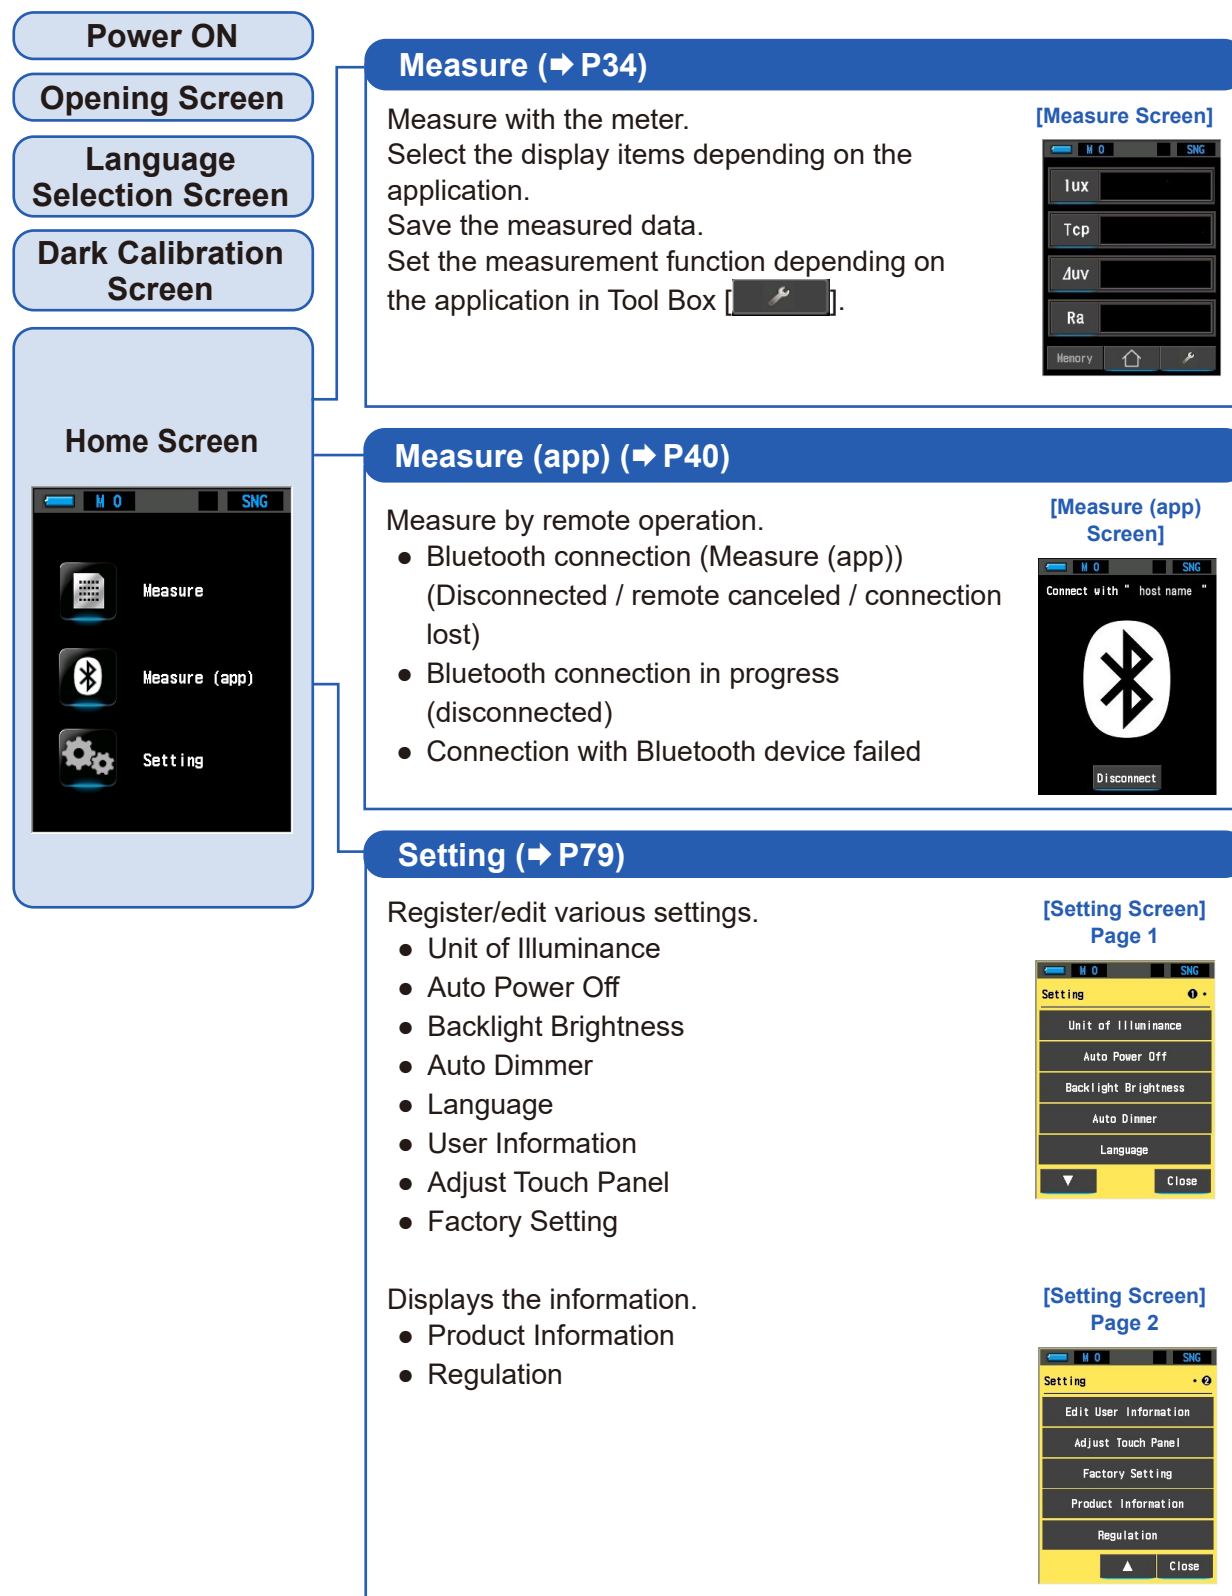 Power ON
Opening Screen
Language
Selection Screen
Dark Calibration
Screen
Home Screen
M 0 SNG
Measure
Measure (app)
Setting
Measure (➡ P34)
Measure with the meter.
Select the display items depending on the
application.
Save the measured data.
Set the measurement function depending on
the application in Tool Box [ ].
[Measure Screen]
M 0 SNG
lux
Tcp
⊿uv
Ra
Memory
Measure (app) (➡ P40)
Measure by remote operation.
● Bluetooth connection (Measure (app))
(Disconnected / remote canceled / connection
lost)
● Bluetooth connection in progress
(disconnected)
● Connection with Bluetooth device failed
[Measure (app)
Screen]
M 0 SNG
Connect with " host name "
Disconnect
Setting (➡ P79)
Register/edit various settings.
● Unit of Illuminance
● Auto Power Off
● Backlight Brightness
● Auto Dimmer
● Language
● User Information
● Adjust Touch Panel
● Factory Setting
[Setting Screen]
Page 1
M 0 SNG
Setting ❶ •
Unit of Illuminance
Auto Power Off
Backlight Brightness
Auto Dimmer
Language
▼ Close
Displays the information.
● Product Information
● Regulation
[Setting Screen]
Page 2
M 0 SNG
Setting • ❷
Edit User Information
Adjust Touch Panel
Factory Setting
Product Information
Regulation
▲ Close